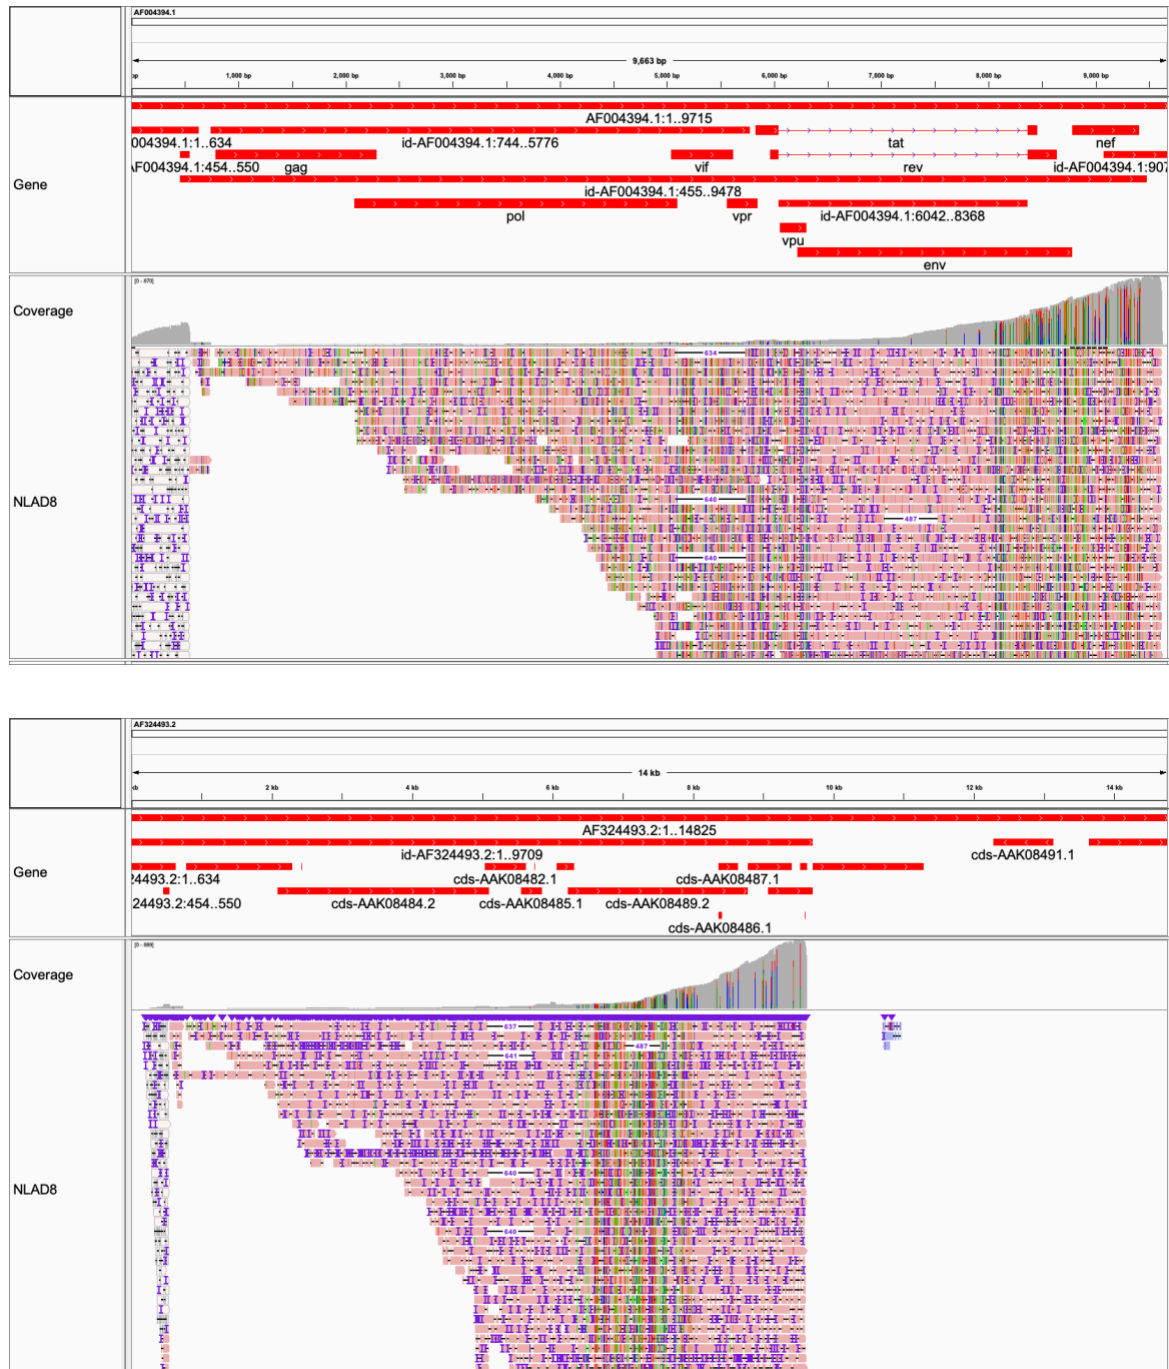 AF004394.1
9,663 bp
bp 1,000 bp 2,000 bp 3,000 bp 4,000 bp 5,000 bp 6,000 bp 7,000 bp 8,000 bp 9,000 bp
Gene
AF004394.1:1..9715
004394.1:1..634 id-AF004394.1:744..5776 tat nef
AF004394.1:454..550 gag vif rev id-AF004394.1:907
id-AF004394.1:455..9478
pol vpr id-AF004394.1:6042..8368
vpu
env
Coverage
[0 - 970]
634
NLAD8
648
487
640
AF324493.2
14 kb
kb 2 kb 4 kb 6 kb 8 kb 10 kb 12 kb 14 kb
Gene
AF324493.2:1..14825
id-AF324493.2:1..9709 cds-AAK08491.1
24493.2:1..634 cds-AAK08482.1 cds-AAK08487.1
24493.2:454..550 cds-AAK08484.2 cds-AAK08485.1 cds-AAK08489.2
cds-AAK08486.1
Coverage
637
487
641
640
NLAD8
640